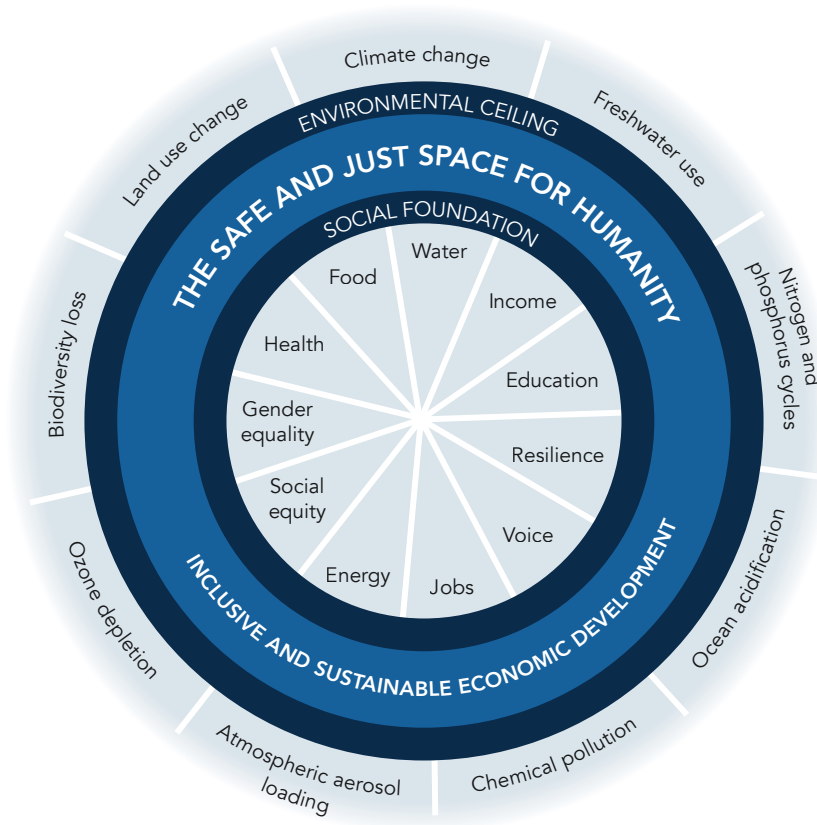 Climate change
Freshwater use
Nitrogen and
phosphorus cycles
Ocean acidification
Chemical pollution
Atmospheric aerosol
loading
Ozone depletion
Biodiversity loss
Land use change
ENVIRONMENTAL CEILING
THE SAFE AND JUST SPACE FOR HUMANITY
SOCIAL FOUNDATION
Water
Income
Education
Resilience
Voice
Jobs
Energy
Social
equity
Gender
equality
Health
Food
INCLUSIVE AND SUSTAINABLE ECONOMIC DEVELOPMENT